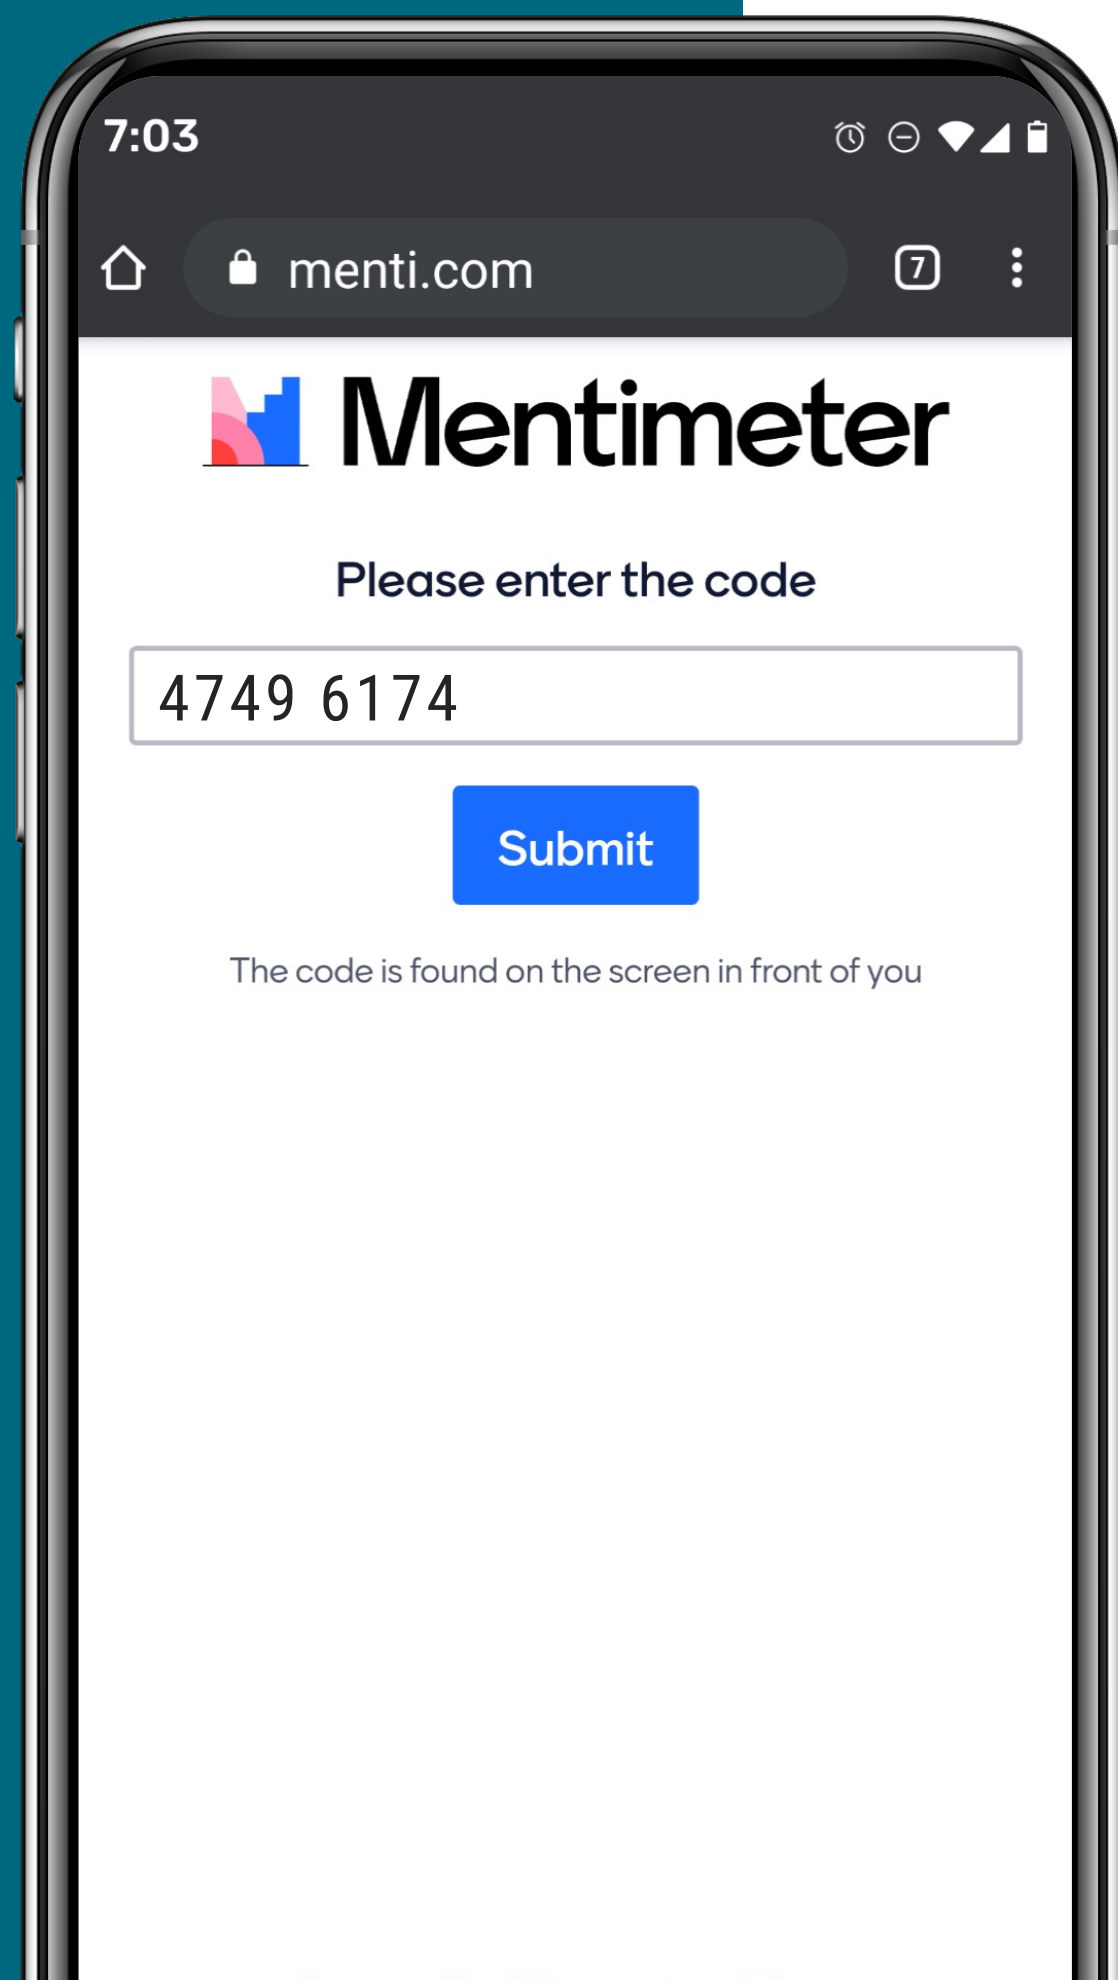 7:03
menti.com
7
Mentimeter
Please enter the code
4749 6174
Submit
The code is found on the screen in front of you